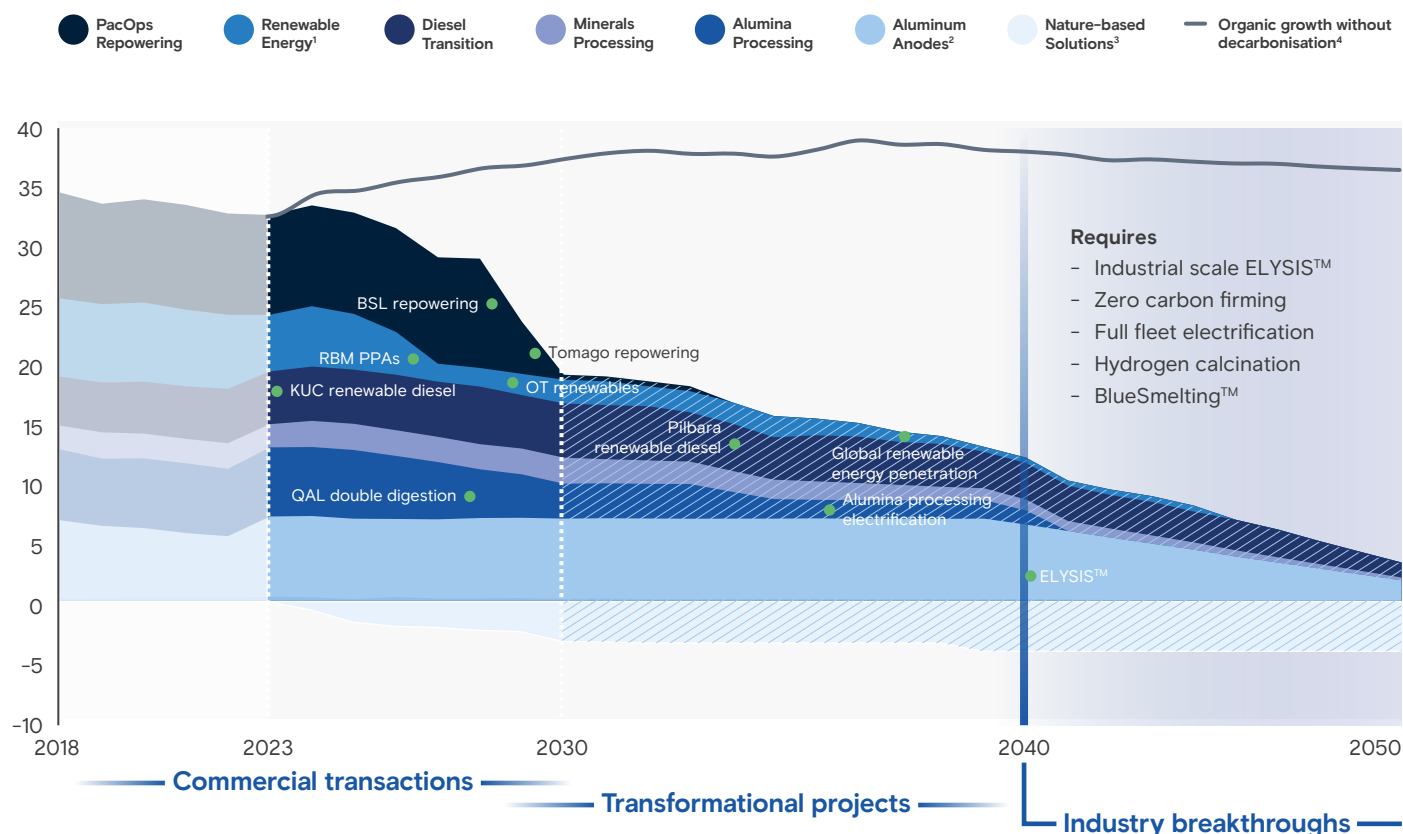 PacOps
Repowering
Renewable
Energy¹
Diesel
Transition
Minerals
Processing
Alumina
Processing
Aluminum
Anodes²
Nature-based
Solutions³
Organic growth without
decarbonisation⁴
40
35
30
25
20
15
10
5
0
-5
-10
BSL repowering
Tomago repowering
RBM PPAs
OT renewables
KUC renewable diesel
Pilbara
renewable diesel
Global renewable
energy penetration
QAL double digestion
Alumina processing
electrification
ELYSIS™
Requires
- Industrial scale ELYSIS™
- Zero carbon firming
- Full fleet electrification
- Hydrogen calcination
- BlueSmelting™
2018
2023
2030
2040
2050
Commercial transactions
Transformational projects
Industry breakthroughs